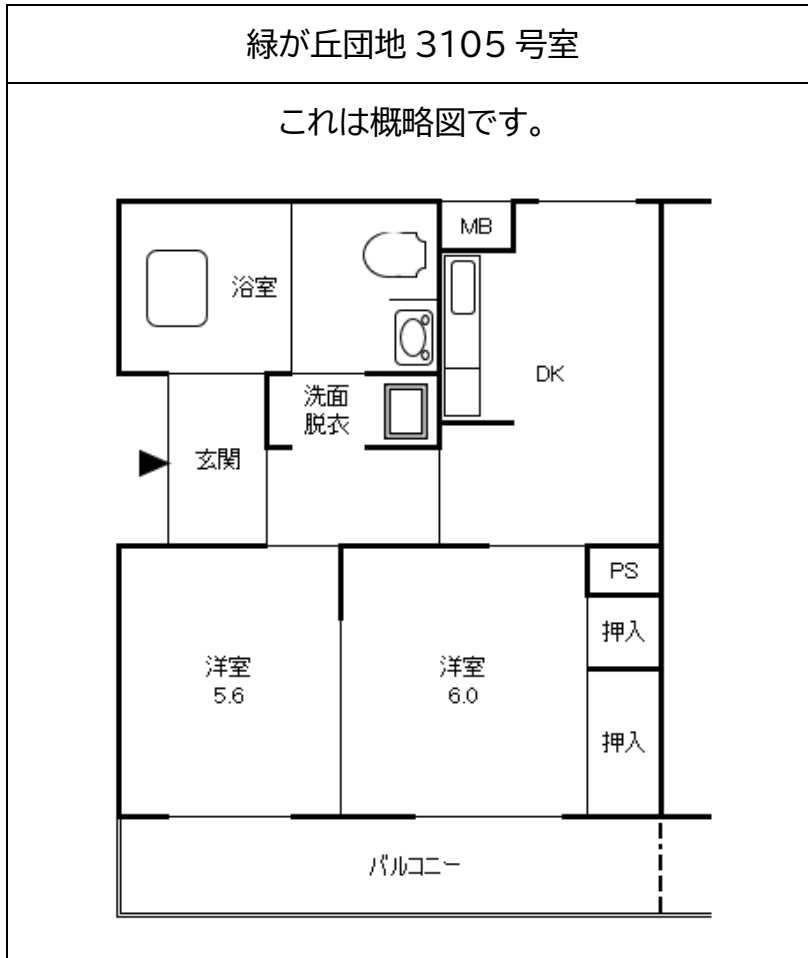 緑が丘団地 3105 号室
これは概略図です。
MB
浴室
DK
洗面
脱衣
玄関
PS
押入
洋室
5.6
洋室
6.0
押入
バルコニー